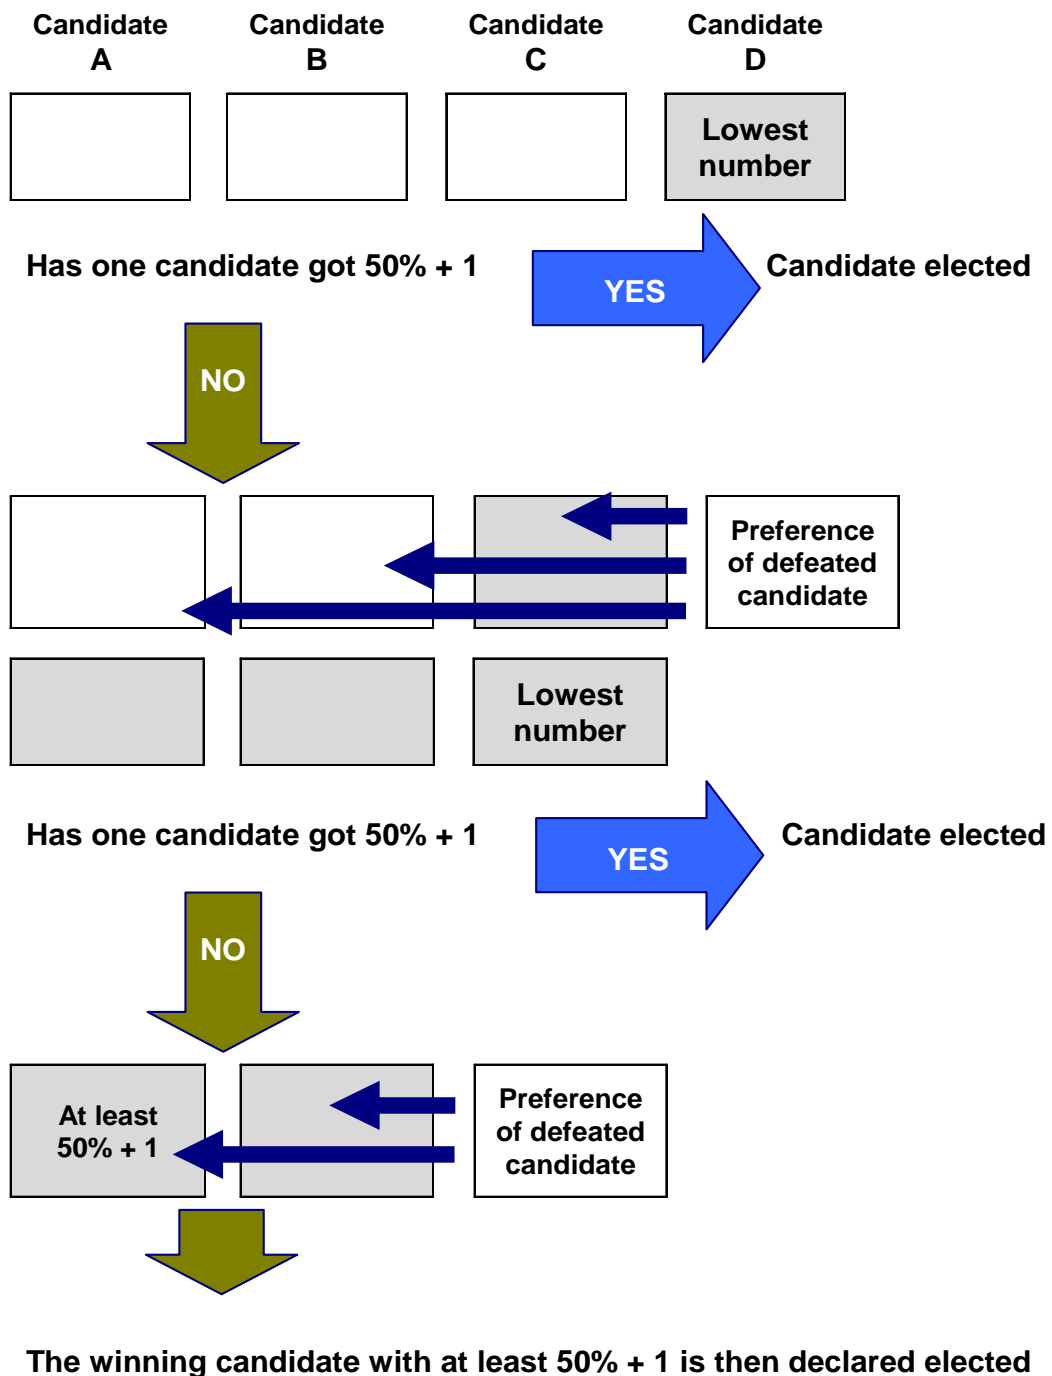 Candidate A
Candidate B
Candidate C
Candidate D
Lowest
number
Has one candidate got 50% + 1
YES
Candidate elected
NO
Preference
of defeated
candidate
Lowest
number
Has one candidate got 50% + 1
YES
Candidate elected
NO
At least
50% + 1
Preference
of defeated
candidate
The winning candidate with at least 50% + 1 is then declared elected